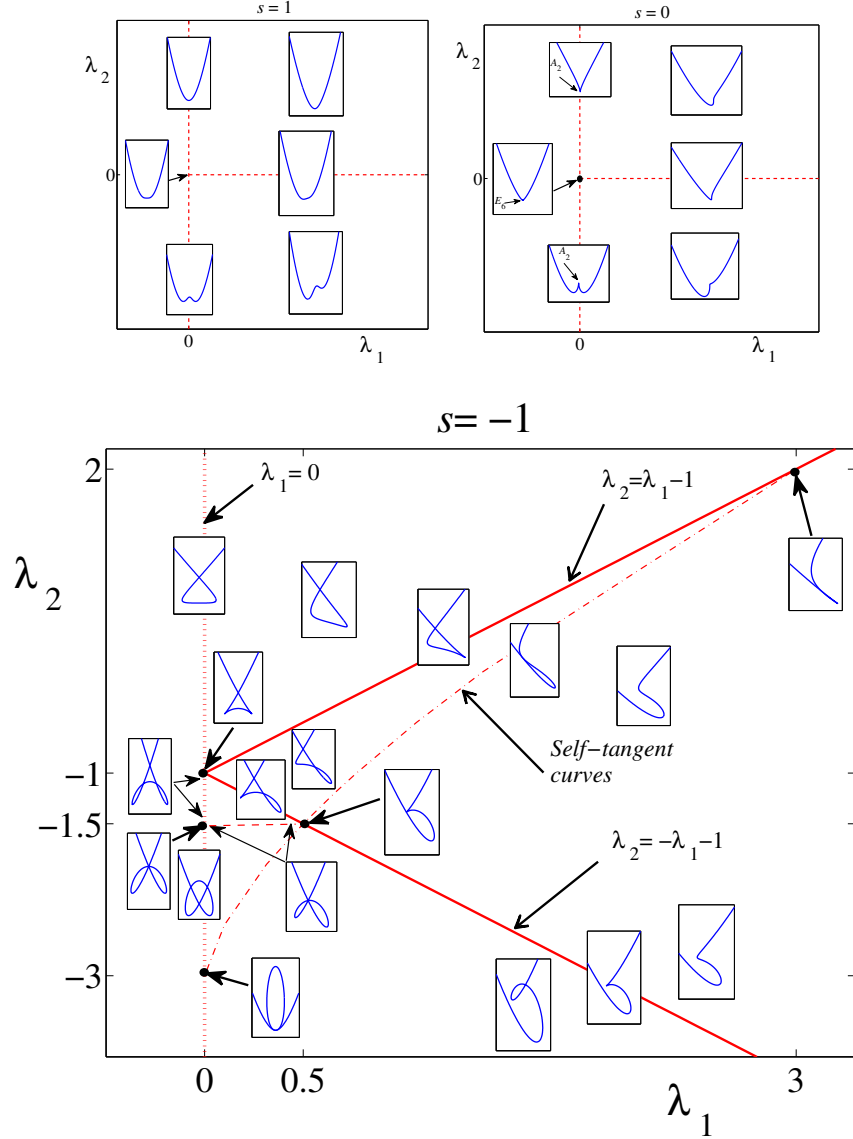 s = 1
λ₂
0
0
λ₁
s = 0
λ₂
A₂
0
E₆
A₂
0
λ₁
s = −1
2
λ₁ = 0
λ₂=λ₁−1
λ₂
Self−tangent
curves
−1
−1.5
λ₂=−λ₁−1
−3
0
0.5
3
λ₁